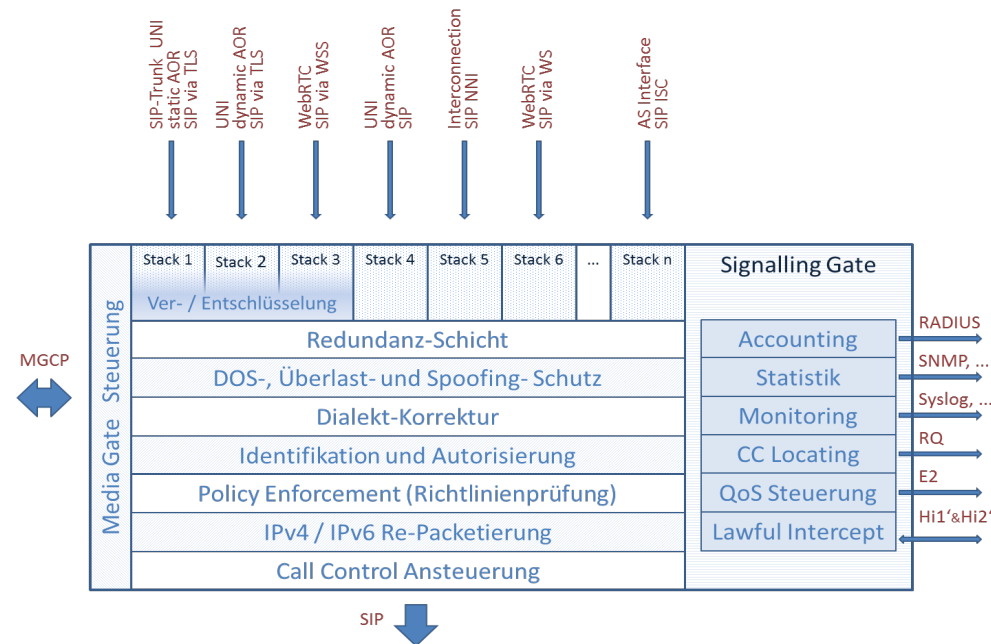 SIP-Trunk UNI
static AOR
SIP via TLS
UNI
dynamic AOR
SIP via TLS
WebRTC
SIP via WSS
UNI
dynamic AOR
SIP
Interconnection
SIP NNI
WebRTC
SIP via WS
AS Interface
SIP ISC
Stack 1
Stack 2
Stack 3
Stack 4
Stack 5
Stack 6
...
Stack n
Signalling Gate
Ver- / Entschlüsselung
Media Gate Steuerung
MGCP
Redundanz-Schicht
DOS-, Überlast- und Spoofing- Schutz
Dialekt-Korrektur
Identifikation und Autorisierung
Policy Enforcement (Richtlinienprüfung)
IPv4 / IPv6 Re-Packetierung
Call Control Ansteuerung
Accounting
Statistik
Monitoring
CC Locating
QoS Steuerung
Lawful Intercept
RADIUS
SNMP, ...
Syslog, ...
RQ
E2
Hi1‘&Hi2‘
SIP